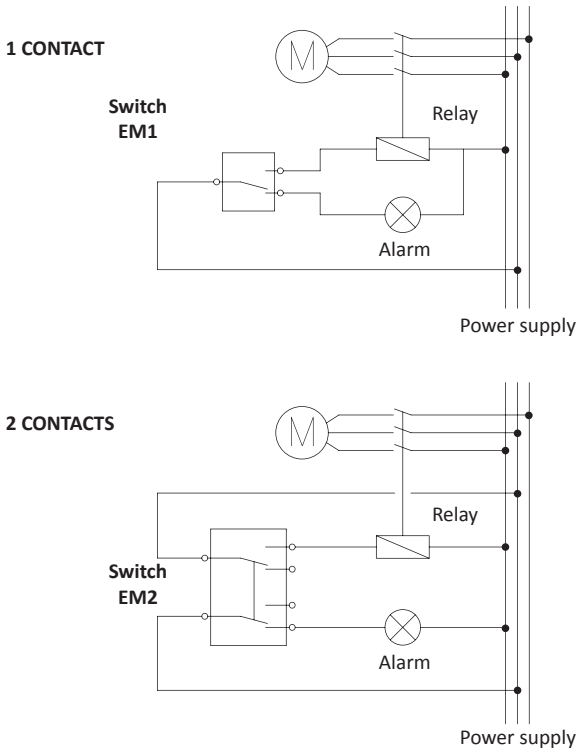 1 CONTACT
M
Switch
EM1
Relay
Alarm
Power supply
2 CONTACTS
M
Relay
Switch
EM2
Alarm
Power supply